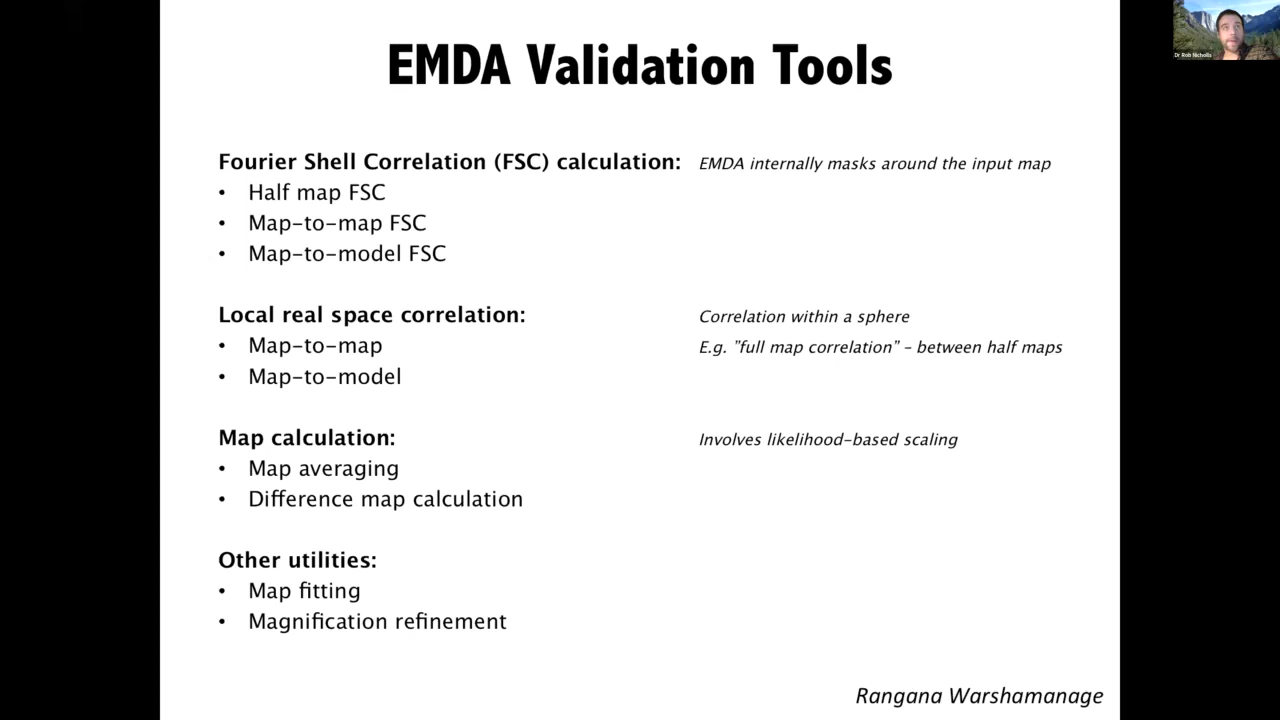 EMDA Validation Tools
Dr Rob Nicholls
Fourier Shell Correlation (FSC) calculation: EMDA internally masks around the input map
• Half map FSC
• Map-to-map FSC
• Map-to-model FSC
Local real space correlation: Correlation within a sphere
• Map-to-map E.g. ”full map correlation” – between half maps
• Map-to-model
Map calculation: Involves likelihood-based scaling
• Map averaging
• Difference map calculation
Other utilities:
• Map fitting
• Magnification refinement
Rangana Warshamanage